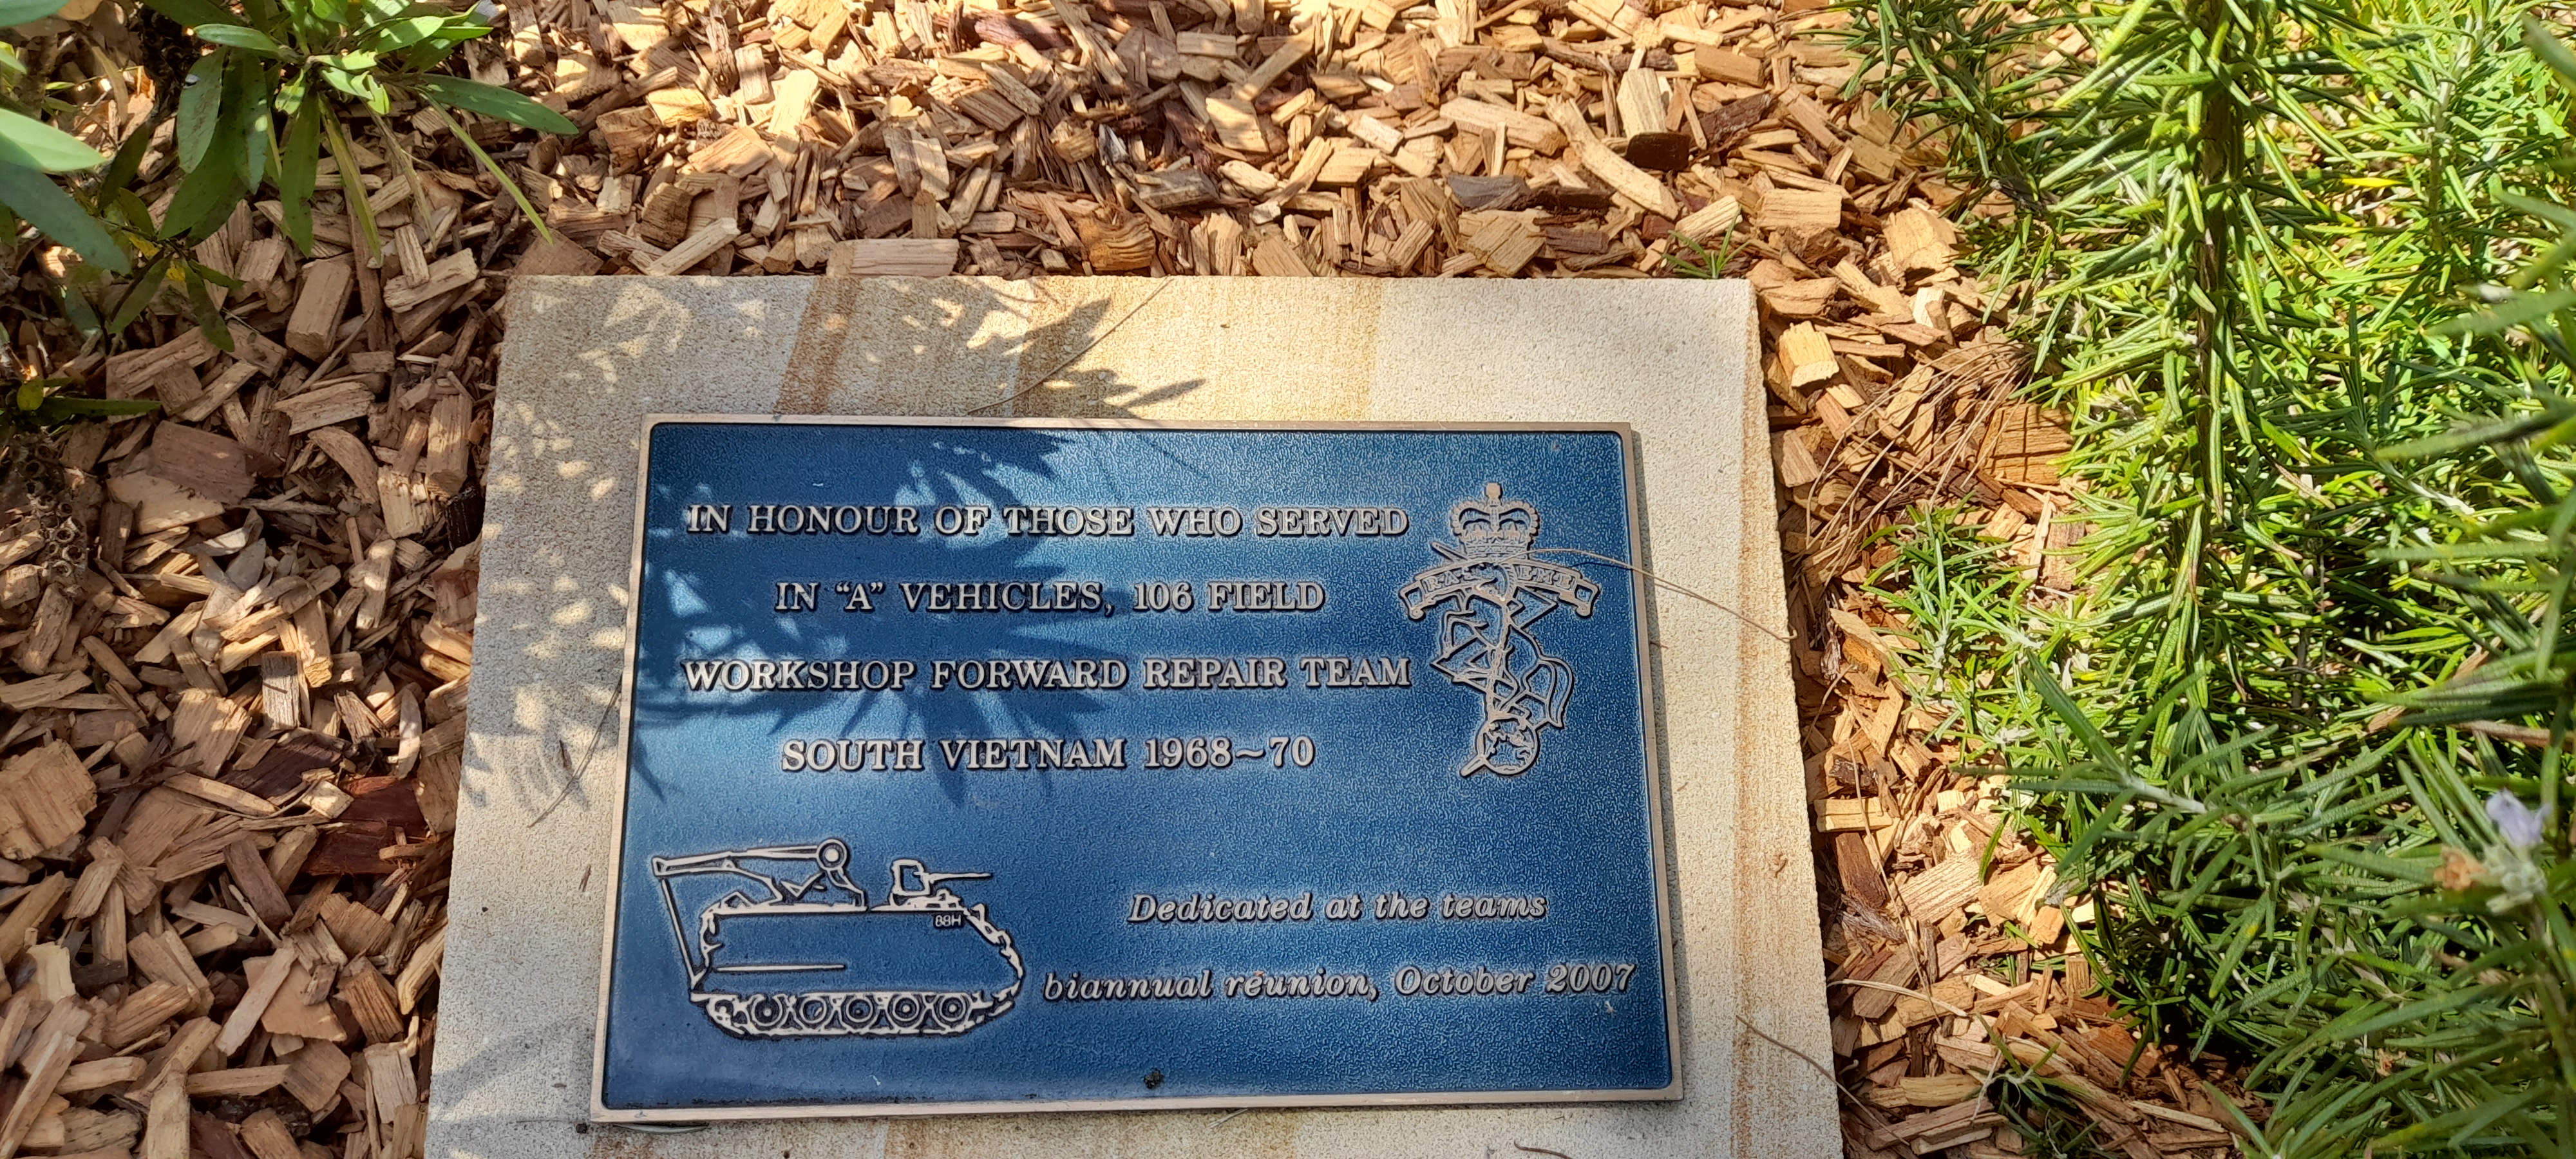 IN HONOUR OF THOSE WHO SERVED
IN “A” VEHICLES, 106 FIELD
WORKSHOP FORWARD REPAIR TEAM
SOUTH VIETNAM 1968~70
88H
Dedicated at the teams
biannual reunion, October 2007